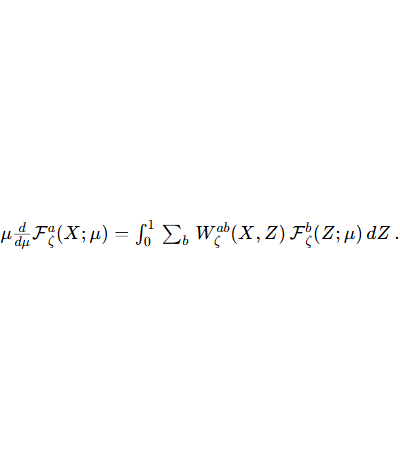 μ d/dμ 𝓕^a_ζ(X; μ) = ∫_0^1 ∑_b W^{ab}_ζ(X, Z) 𝓕^b_ζ(Z; μ) dZ .